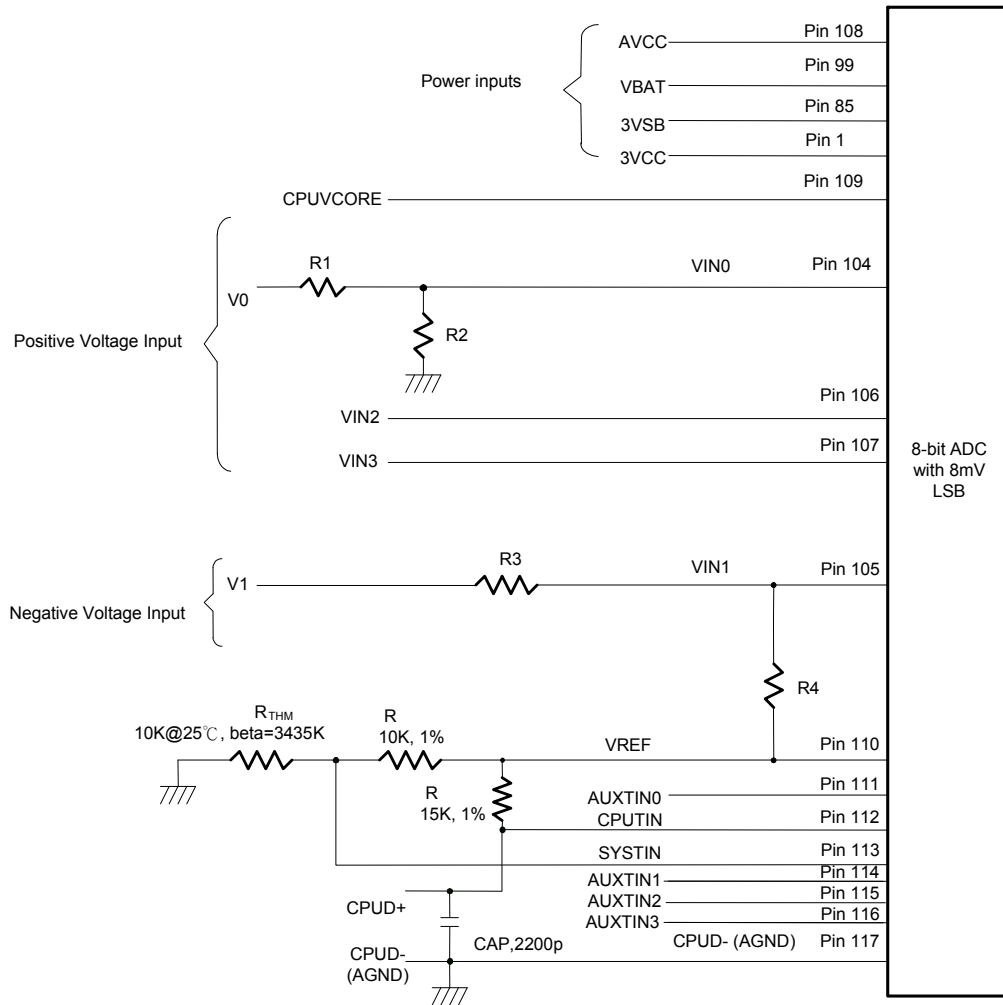 Power inputs
AVCC
Pin 108
VBAT
Pin 99
3VSB
Pin 85
3VCC
Pin 1
CPUVCORE
Pin 109
Positive Voltage Input
V0
R1
R2
VIN0
Pin 104
VIN2
Pin 106
VIN3
Pin 107
8-bit ADC
with 8mV
LSB
Negative Voltage Input
V1
R3
VIN1
Pin 105
R4
RTHM
10K@25℃, beta=3435K
R
10K, 1%
VREF
Pin 110
R
15K, 1%
AUXTIN0
Pin 111
CPUTIN
Pin 112
SYSTIN
Pin 113
AUXTIN1
Pin 114
AUXTIN2
Pin 115
AUXTIN3
Pin 116
CPUD+
CAP,2200p
CPUD-
(AGND)
CPUD- (AGND)
Pin 117